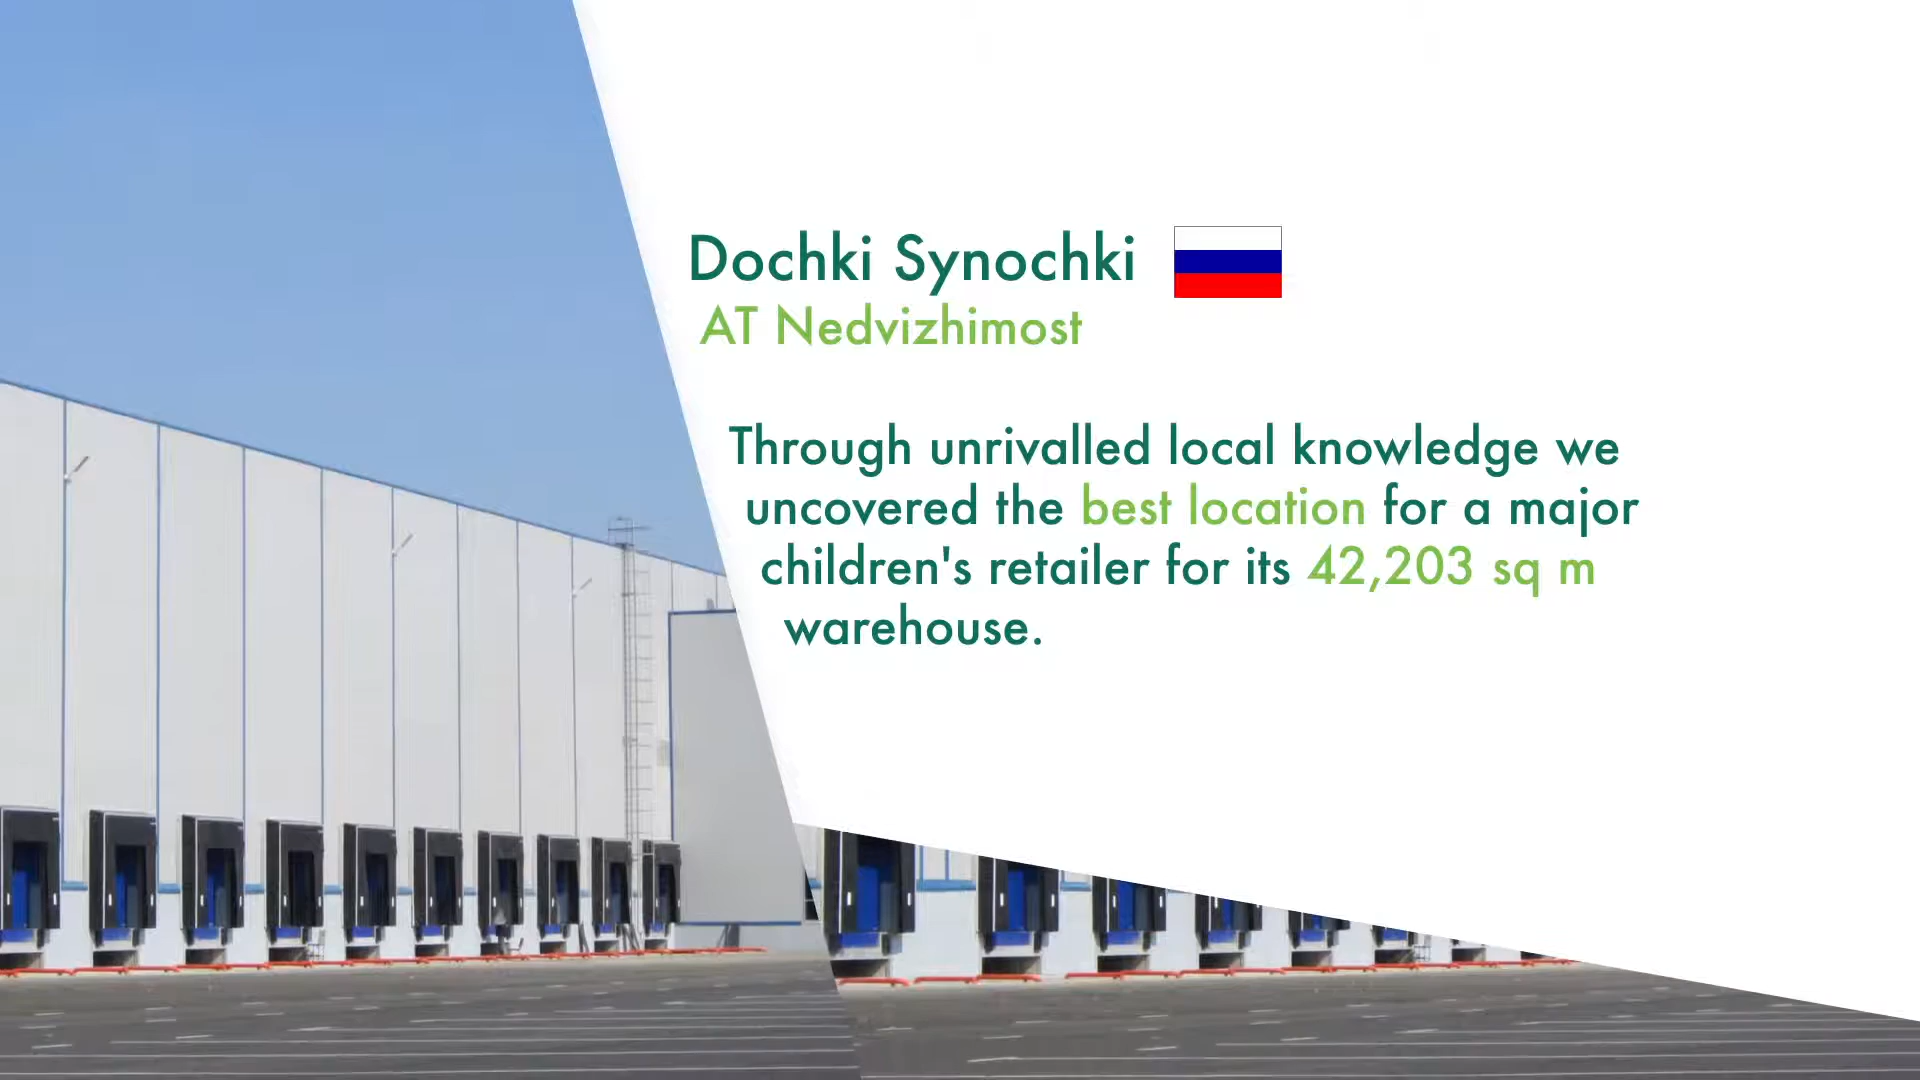 Dochki Synochki
AT Nedvizhimost
Through unrivalled local knowledge we
uncovered the best location for a major
children's retailer for its 42,203 sq m
warehouse.